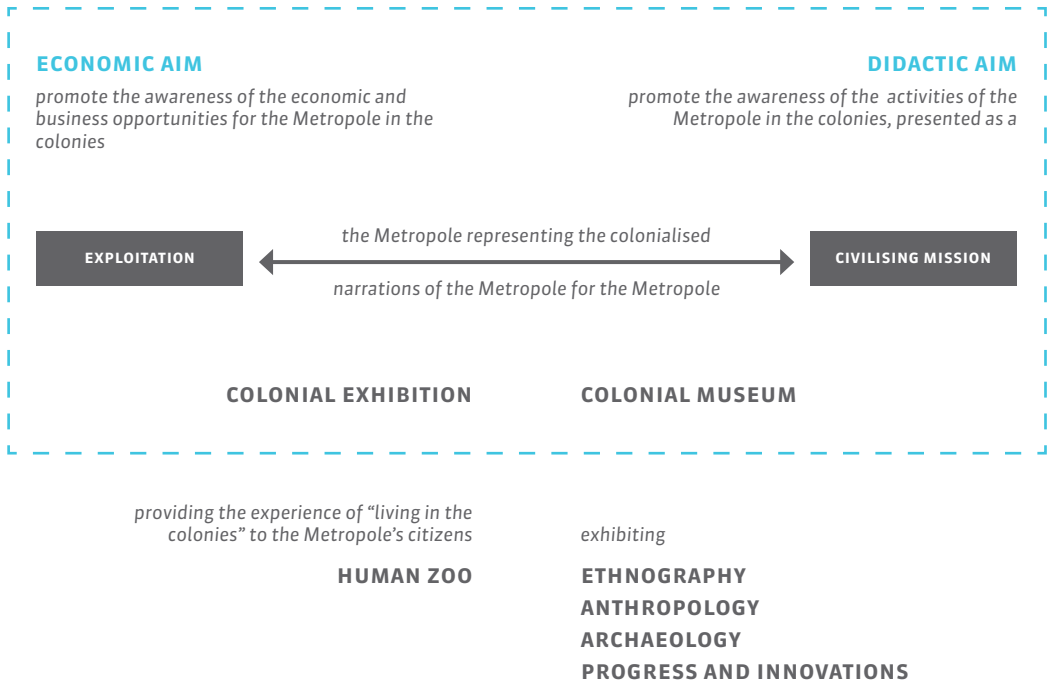 ECONOMIC AIM
promote the awareness of the economic and
business opportunities for the Metropole in the
colonies
DIDACTIC AIM
promote the awareness of the activities of the
Metropole in the colonies, presented as a
EXPLOITATION
the Metropole representing the colonialised
narrations of the Metropole for the Metropole
CIVILISING MISSION
COLONIAL EXHIBITION
COLONIAL MUSEUM
providing the experience of “living in the
colonies” to the Metropole’s citizens
HUMAN ZOO
exhibiting
ETHNOGRAPHY
ANTHROPOLOGY
ARCHAEOLOGY
PROGRESS AND INNOVATIONS